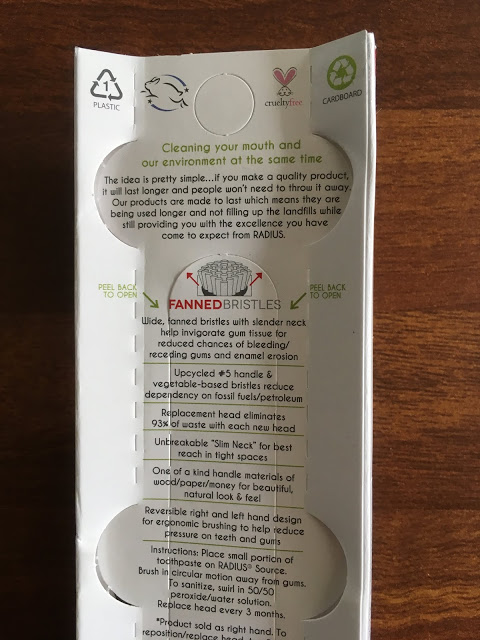 1
PLASTIC
crueltyfree
CARDBOARD
Cleaning your mouth and
our environment at the same time
The idea is pretty simple...if you make a quality product,
it will last longer and people won't need to throw it away.
Our products are made to last which means they are
being used longer and not filling up the landfills while
still providing you with the excellence you have
come to expect from RADIUS.
PEEL BACK
TO OPEN
PEEL BACK
TO OPEN
FANNEDBRISTLES
Wide, fanned bristles with slender neck
help invigorate gum tissue for
reduced chances of bleeding/
receding gums and enamel erosion
Upcycled #5 handle &
vegetable-based bristles reduce
dependency on fossil fuels/petroleum
Replacement head eliminates
93% of waste with each new head
Unbreakable "Slim Neck" for best
reach in tight spaces
One of a kind handle materials of
wood/paper/money for beautiful,
natural look & feel
Reversible right and left hand design
for ergonomic brushing to help reduce
pressure on teeth and gums
Instructions: Place small portion of
toothpaste on RADIUS® Source.
Brush in circular motion away from gums.
To sanitize, swirl in 50/50
peroxide/water solution.
Replace head every 3 months.
*Product sold as right hand. To
reposition/replace head,